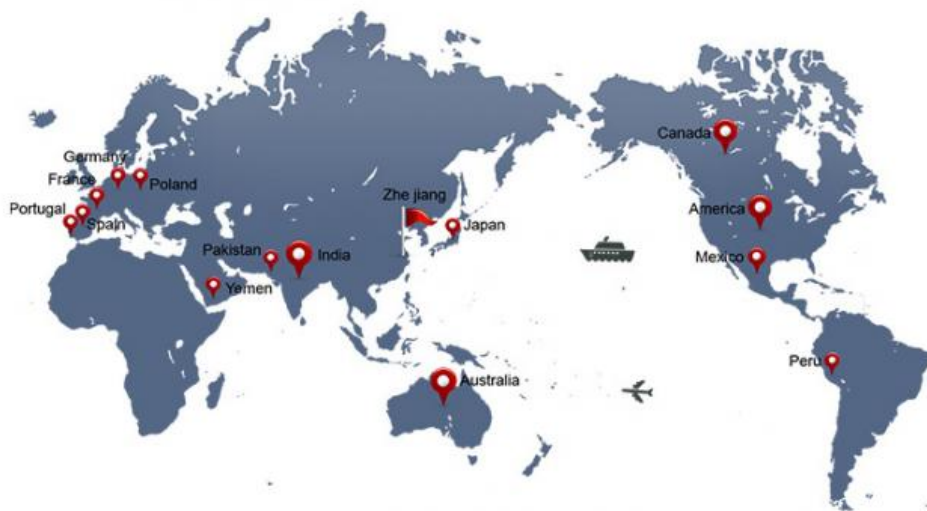 Canada
Germany
France
Poland
Portugal
Spain
Zhe jiang
America
Japan
Pakistan
India
Mexico
Yemen
Peru
Australia